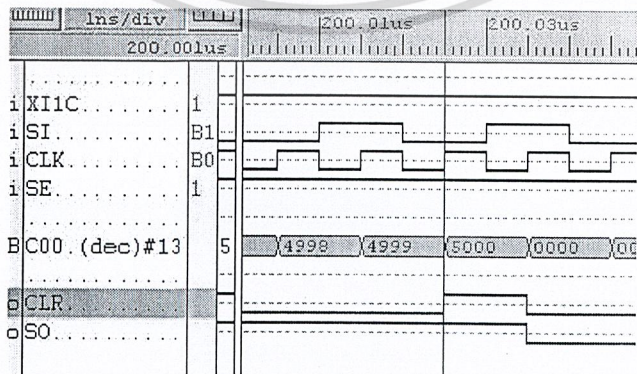 1ns/div 200.01us 200.03us
200.001us
i XI1C........ 1
i SI.......... B1
i CLK......... B0
i SE.......... 1
B C00.(dec)#13 5 4998 4999 5000 0000 00
o CLR.........
o SO..........